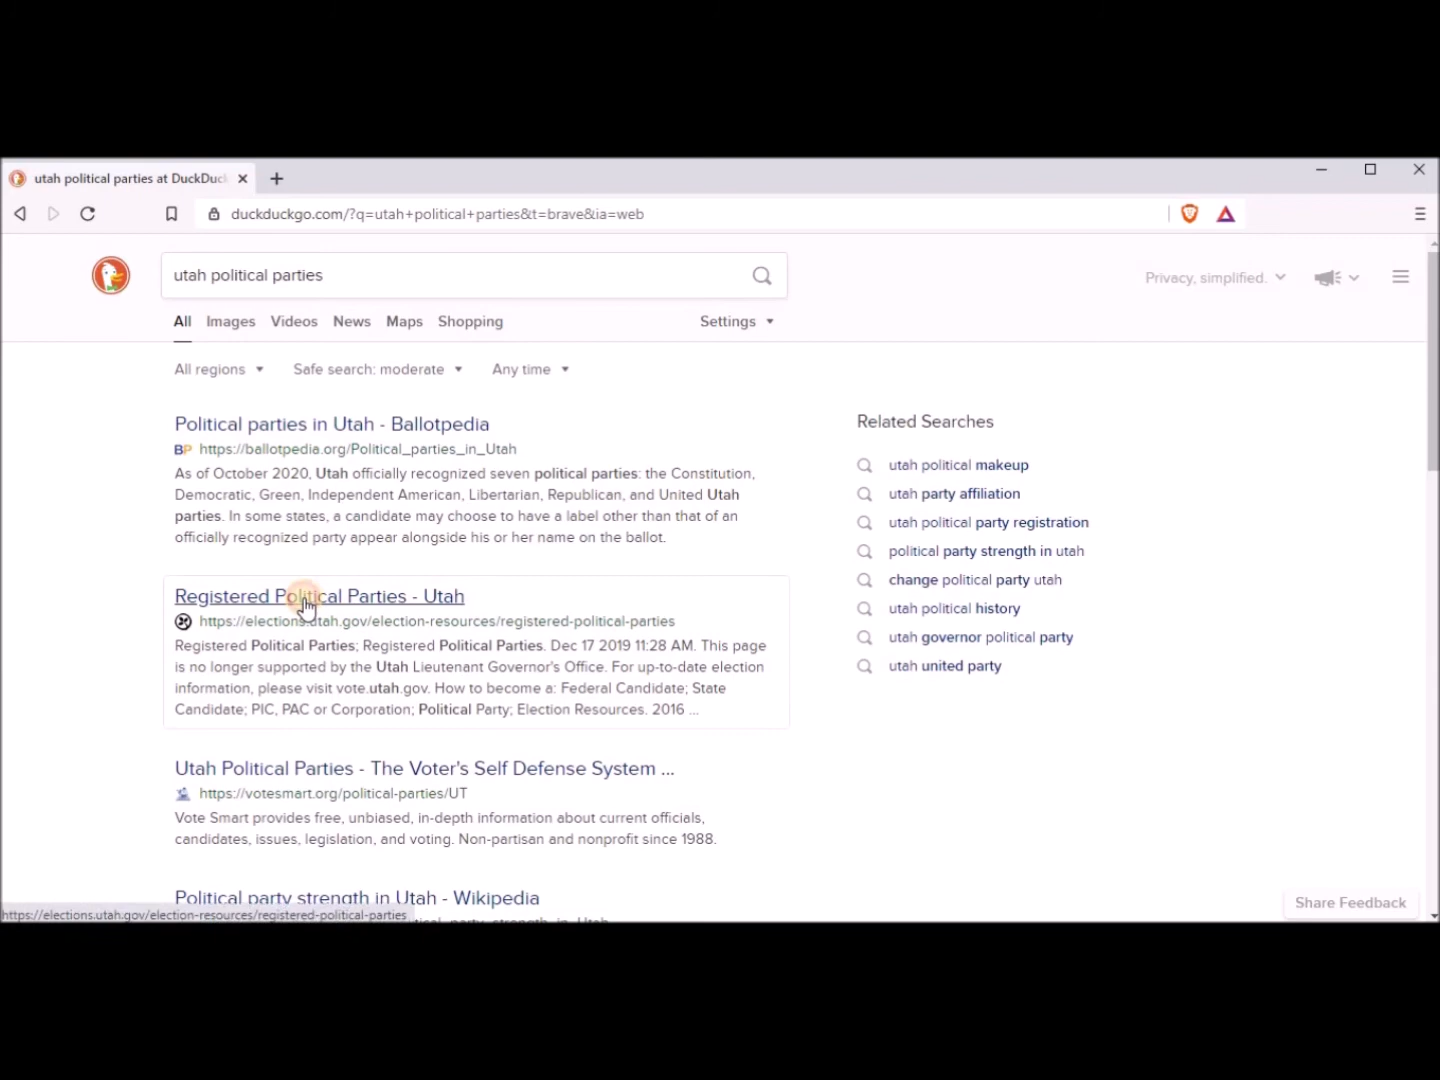 utah political parties at DuckDuc
duckduckgo.com/?q=utah+political+parties&t=brave&ia=web
utah political parties
Privacy, simplified.
All Images Videos News Maps Shopping Settings
All regions Safe search: moderate Any time
Political parties in Utah - Ballotpedia
BP https://ballotpedia.org/Political_parties_in_Utah
As of October 2020, Utah officially recognized seven political parties: the Constitution,
Democratic, Green, Independent American, Libertarian, Republican, and United Utah
parties. In some states, a candidate may choose to have a label other than that of an
officially recognized party appear alongside his or her name on the ballot.
Registered Political Parties - Utah
https://elections.utah.gov/election-resources/registered-political-parties
Registered Political Parties; Registered Political Parties. Dec 17 2019 11:28 AM. This page
is no longer supported by the Utah Lieutenant Governor's Office. For up-to-date election
information, please visit vote.utah.gov. How to become a: Federal Candidate; State
Candidate; PIC, PAC or Corporation; Political Party; Election Resources. 2016 ...
Utah Political Parties - The Voter's Self Defense System ...
https://votesmart.org/political-parties/UT
Vote Smart provides free, unbiased, in-depth information about current officials,
candidates, issues, legislation, and voting. Non-partisan and nonprofit since 1988.
Political party strength in Utah - Wikipedia
https://elections.utah.gov/election-resources/registered-political-parties
Related Searches
utah political makeup
utah party affiliation
utah political party registration
political party strength in utah
change political party utah
utah political history
utah governor political party
utah united party
Share Feedback